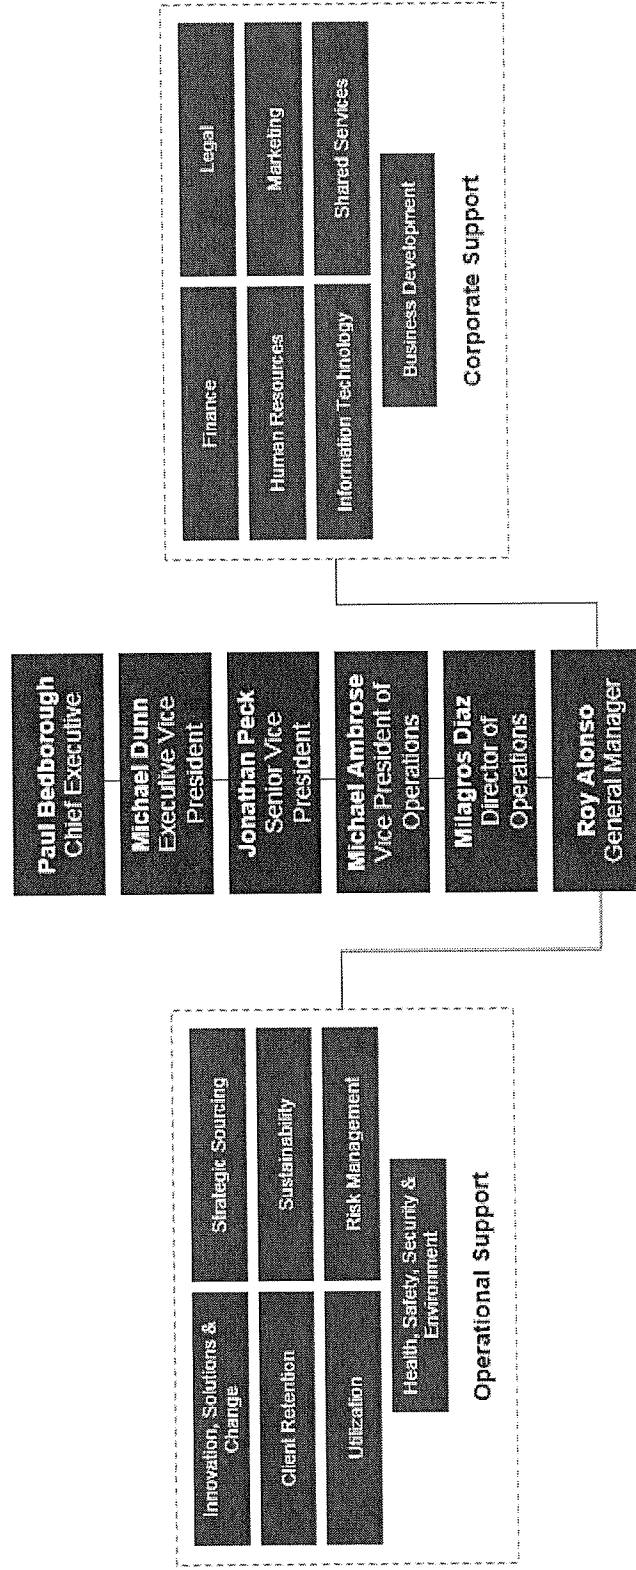 Paul Bedborough
Chief Executive
Michael Dunn
Executive Vice
President
Jonathan Peck
Senior Vice
President
Michael Ambrose
Vice President of
Operations
Milagros Diaz
Director of
Operations
Roy Alonso
General Manager
Innovation, Solutions &
Change
Strategic Sourcing
Client Retention
Sustainability
Utilization
Risk Management
Health, Safety, Security &
Environment
Operational Support
Finance
Legal
Human Resources
Marketing
Information Technology
Shared Services
Business Development
Corporate Support